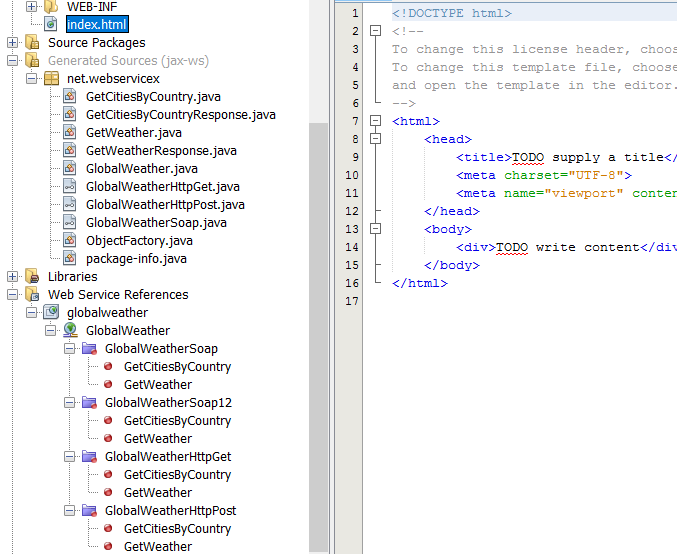 WEB-INF
index.html
Source Packages
Generated Sources (jax-ws)
net.webservicex
GetCitiesByCountry.java
GetCitiesByCountryResponse.java
GetWeather.java
GetWeatherResponse.java
GlobalWeather.java
GlobalWeatherHttpGet.java
GlobalWeatherHttpPost.java
GlobalWeatherSoap.java
ObjectFactory.java
package-info.java
Libraries
Web Service References
globalweather
GlobalWeather
GlobalWeatherSoap
GetCitiesByCountry
GetWeather
GlobalWeatherSoap12
GetCitiesByCountry
GetWeather
GlobalWeatherHttpGet
GetCitiesByCountry
GetWeather
GlobalWeatherHttpPost
GetCitiesByCountry
GetWeather
1 <!DOCTYPE html>
2 <!--
3 To change this license header, choos
4 To change this template file, choose
5 and open the template in the editor.
6 -->
7 <html>
8 <head>
9 <title>TODO supply a title</
10 <meta charset="UTF-8">
11 <meta name="viewport" conten
12 </head>
13 <body>
14 <div>TODO write content</div
15 </body>
16 </html>
17